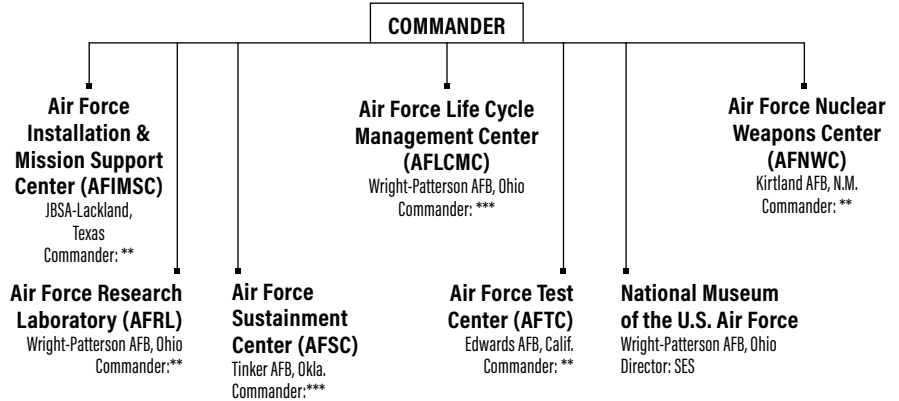 COMMANDER
Air Force
Installation &
Mission Support
Center (AFIMSC)
JBSA-Lackland,
Texas
Commander: **
Air Force Life Cycle
Management Center
(AFLCMC)
Wright-Patterson AFB, Ohio
Commander: ***
Air Force Nuclear
Weapons Center
(AFNWC)
Kirtland AFB, N.M.
Commander: **
Air Force Research
Laboratory (AFRL)
Wright-Patterson AFB, Ohio
Commander:**
Air Force
Sustainment
Center (AFSC)
Tinker AFB, Okla.
Commander:***
Air Force Test
Center (AFTC)
Edwards AFB, Calif.
Commander: **
National Museum
of the U.S. Air Force
Wright-Patterson AFB, Ohio
Director: SES